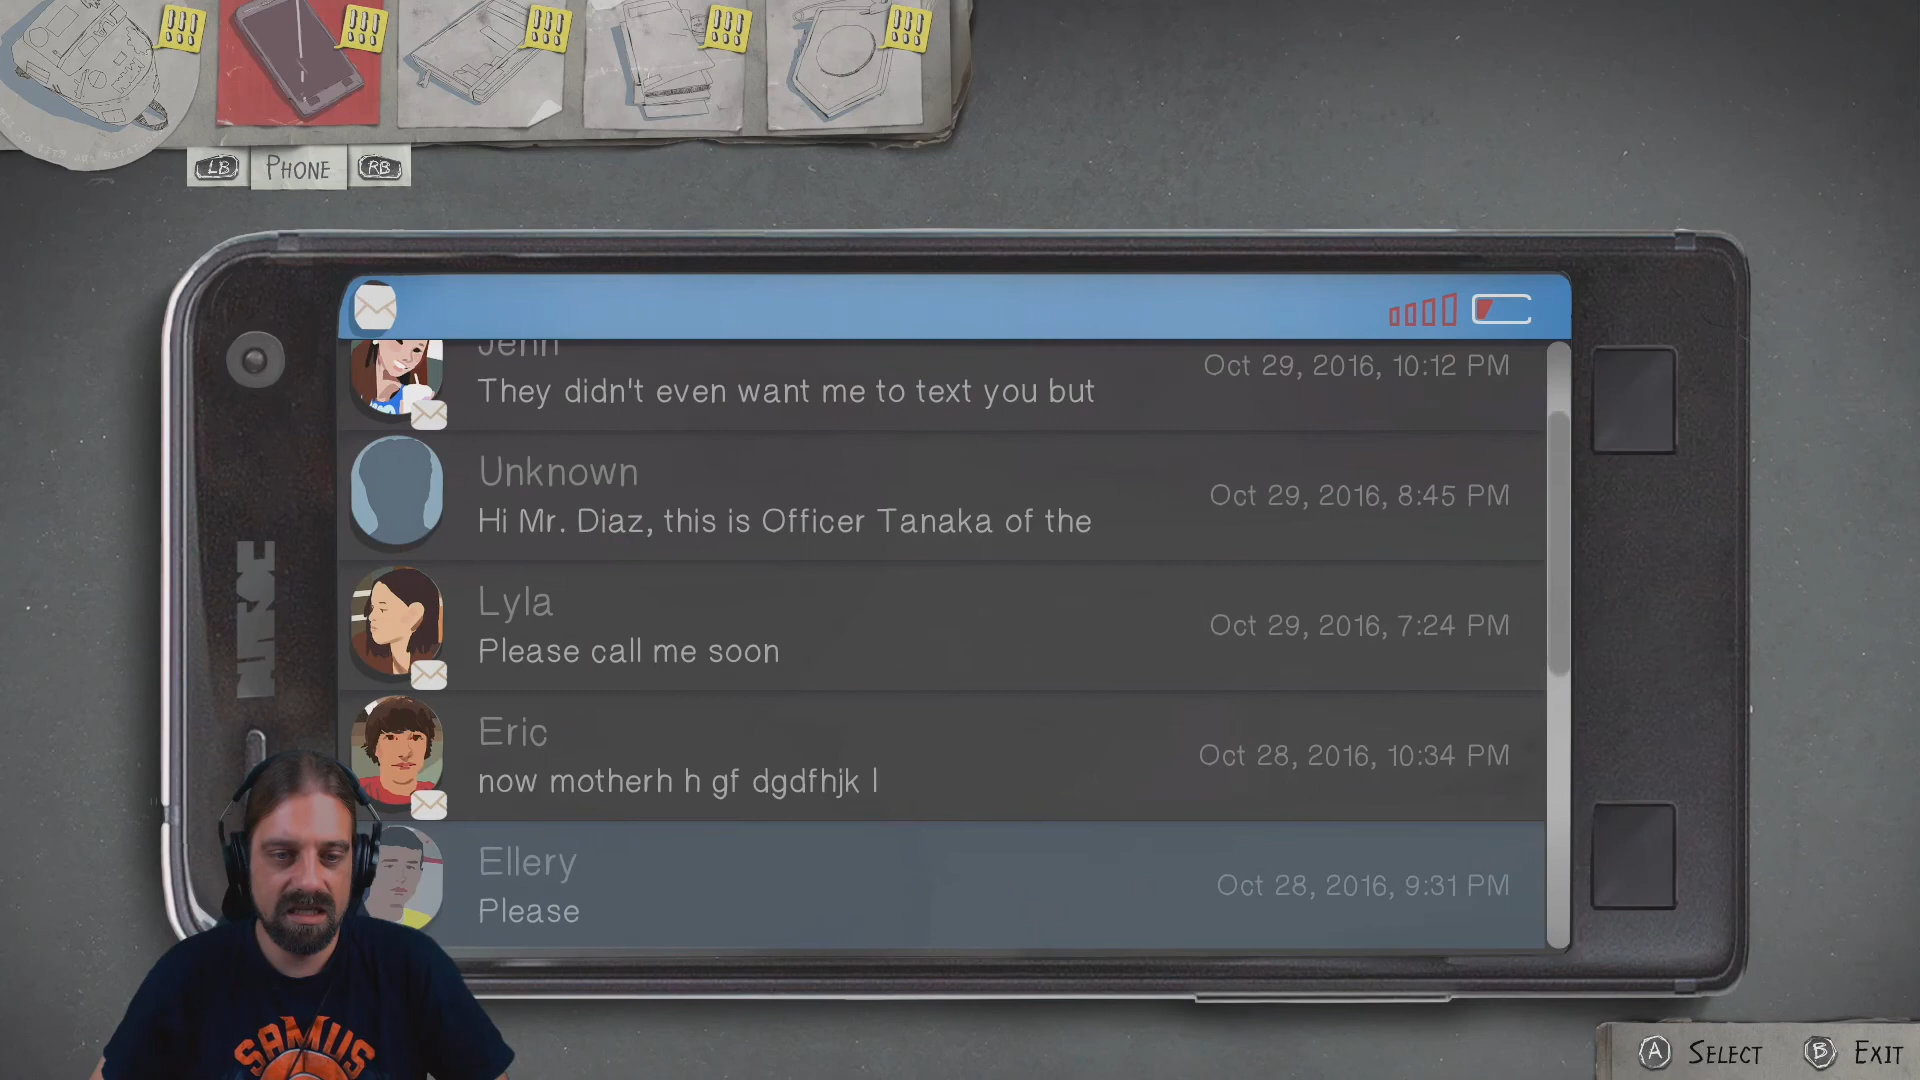 LB PHONE RB
Jenn
Oct 29, 2016, 10:12 PM
They didn't even want me to text you but
Unknown
Oct 29, 2016, 8:45 PM
Hi Mr. Diaz, this is Officer Tanaka of the
Lyla
Oct 29, 2016, 7:24 PM
Please call me soon
Eric
Oct 28, 2016, 10:34 PM
now motherh h gf dgdfhjk l
Ellery
Oct 28, 2016, 9:31 PM
Please
SAMUS
A SELECT B EXIT